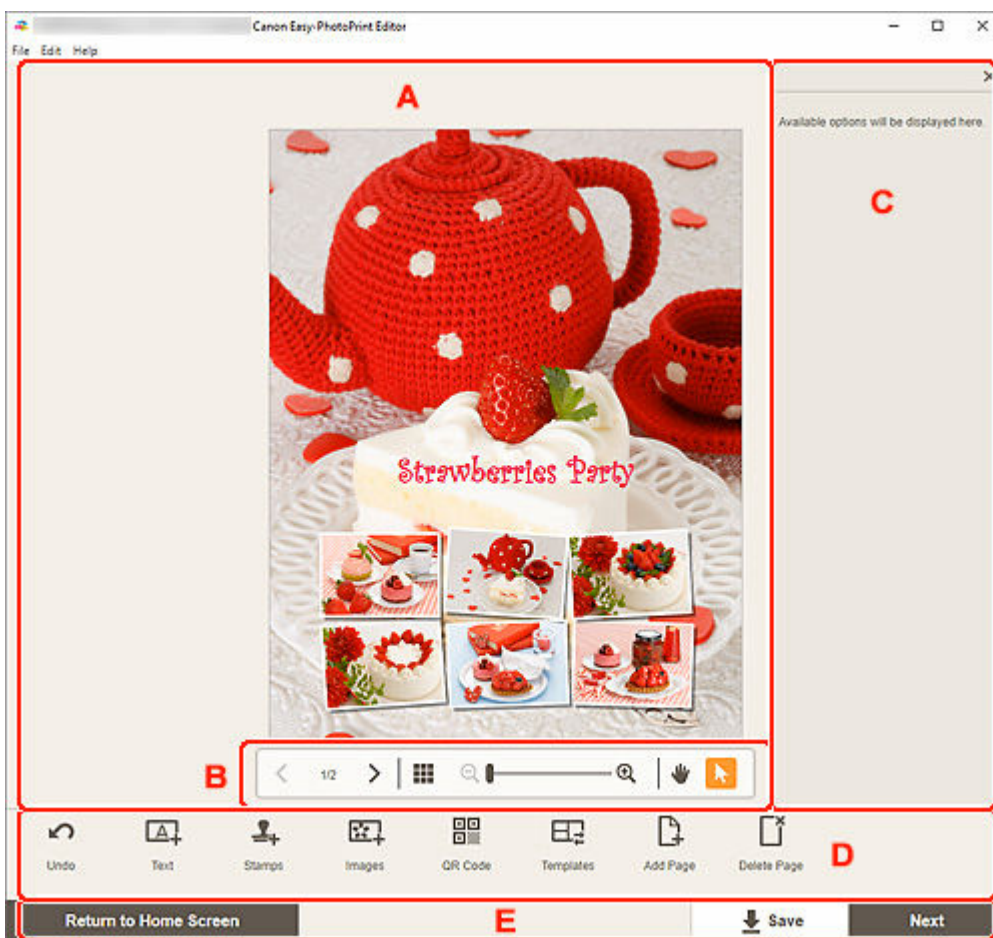 Canon Easy-PhotoPrint Editor
File Edit Help
A
Available options will be displayed here.
C
Strawberries Party
B
1/2
Undo
Text
Stamps
Images
QR Code
Templates
Add Page
Delete Page
D
Return to Home Screen
E
Save
Next